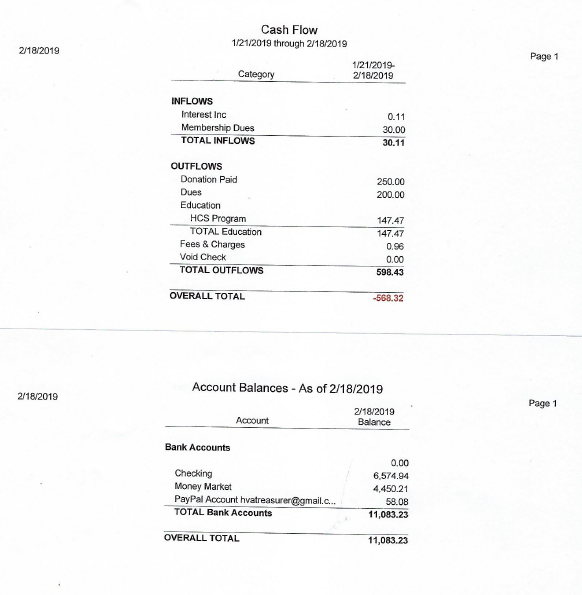 Cash Flow
1/21/2019 through 2/18/2019
2/18/2019
Page 1
1/21/2019-
Category 2/18/2019
INFLOWS
Interest Inc 0.11
Membership Dues 30.00
TOTAL INFLOWS 30.11
OUTFLOWS
Donation Paid 250.00
Dues 200.00
Education
HCS Program 147.47
TOTAL Education 147.47
Fees & Charges 0.96
Void Check 0.00
TOTAL OUTFLOWS 598.43
OVERALL TOTAL -568.32
Account Balances - As of 2/18/2019
2/18/2019
Page 1
2/18/2019
Account Balance
Bank Accounts
0.00
Checking 6,574.94
Money Market 4,450.21
PayPal Account hvatreasurer@gmail.c... 58.08
TOTAL Bank Accounts 11,083.23
OVERALL TOTAL 11,083.23